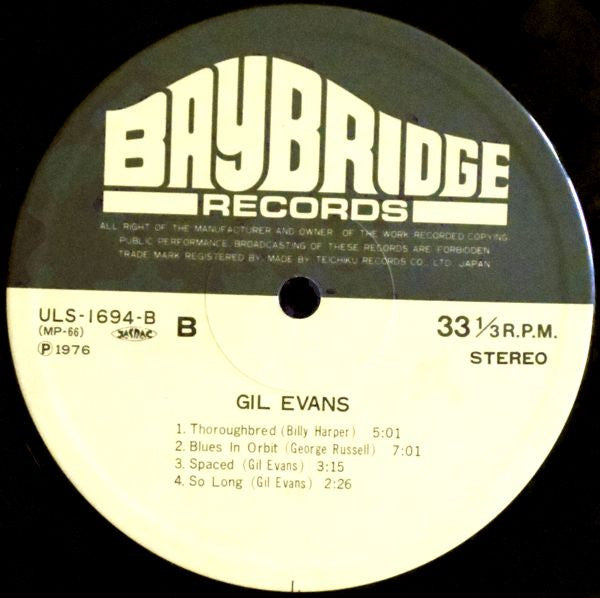 BAYBRIDGE
RECORDS
ALL RIGHT OF THE MANUFACTURER AND OWNER OF THE WORK RECORDED COPYING
PUBLIC PERFORMANCE, BROADCASTING OF THESE RECORDS ARE FORBIDDEN
TRADE MARK REGISTERED BY, MADE BY TEICHIKU RECORDS CO., LTD, JAPAN
ULS-1694-B
(MP-66) JASRAC
Ⓟ1976
B
33 1/3 R.P.M.
STEREO
GIL EVANS
1. Thoroughbred (Billy Harper) 5:01
2. Blues In Orbit (George Russell) 7:01
3. Spaced (Gil Evans) 3:15
4. So Long (Gil Evans) 2:26